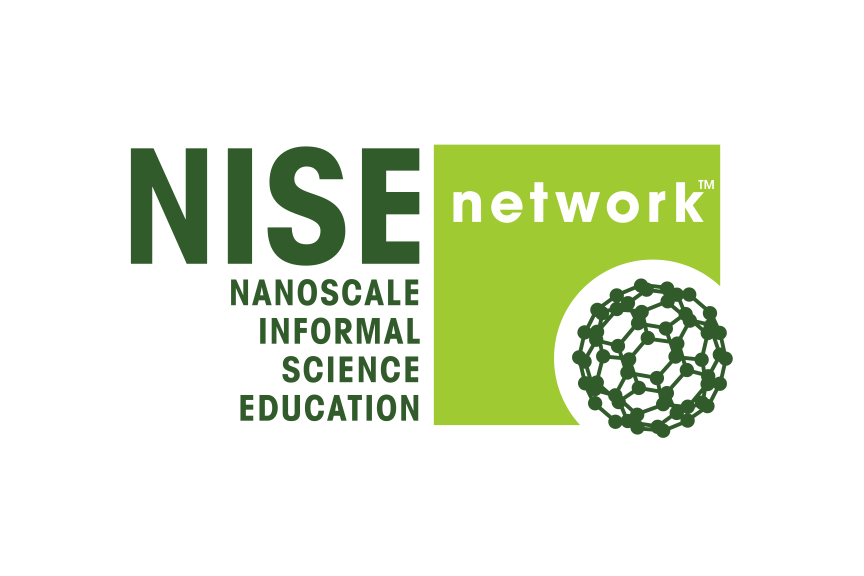 NISE
NANOSCALE
INFORMAL
SCIENCE
EDUCATION
network™